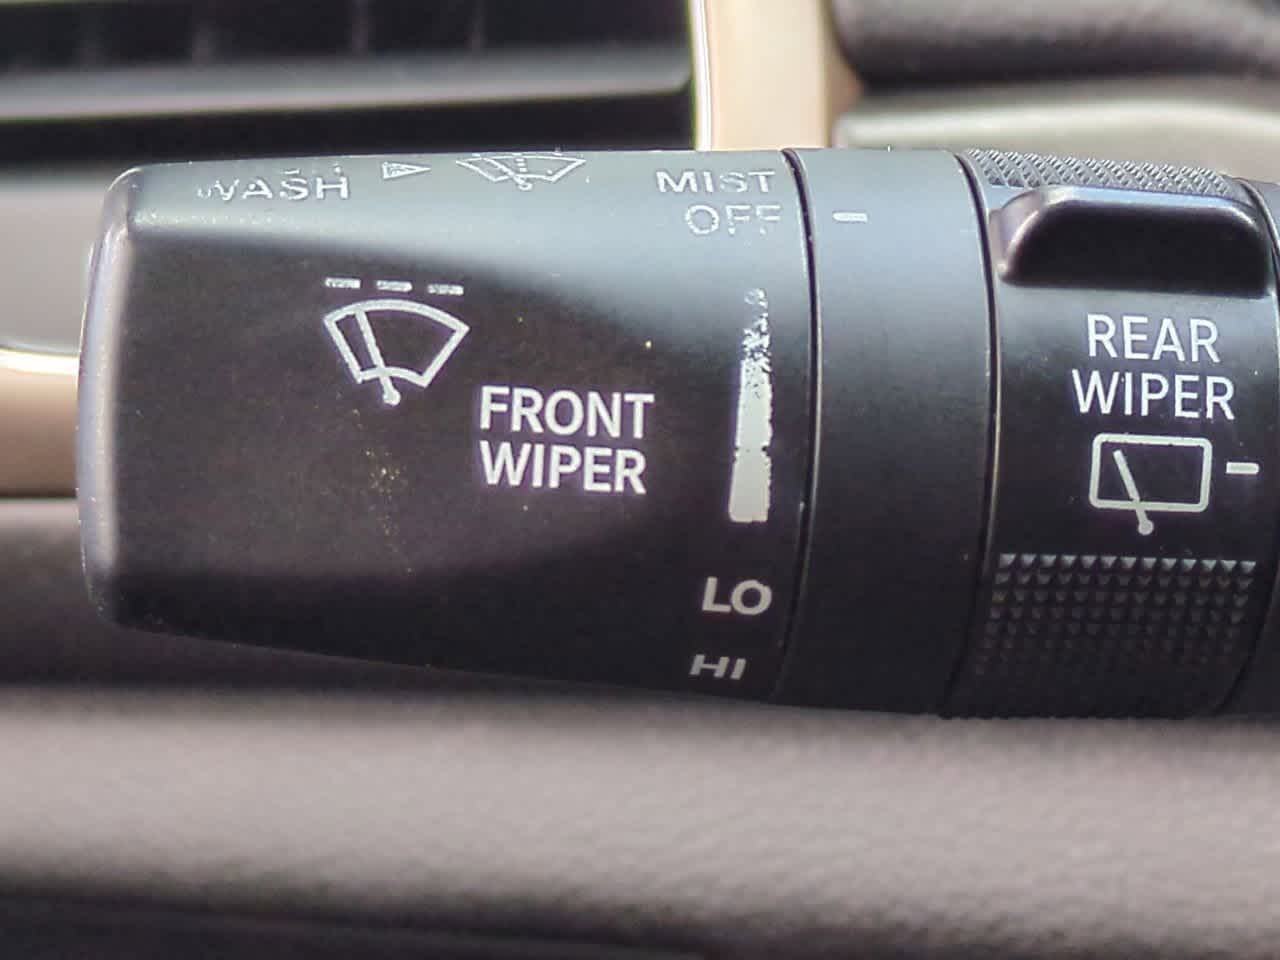 WASH
MIST
OFF
FRONT
WIPER
LO
HI
REAR
WIPER